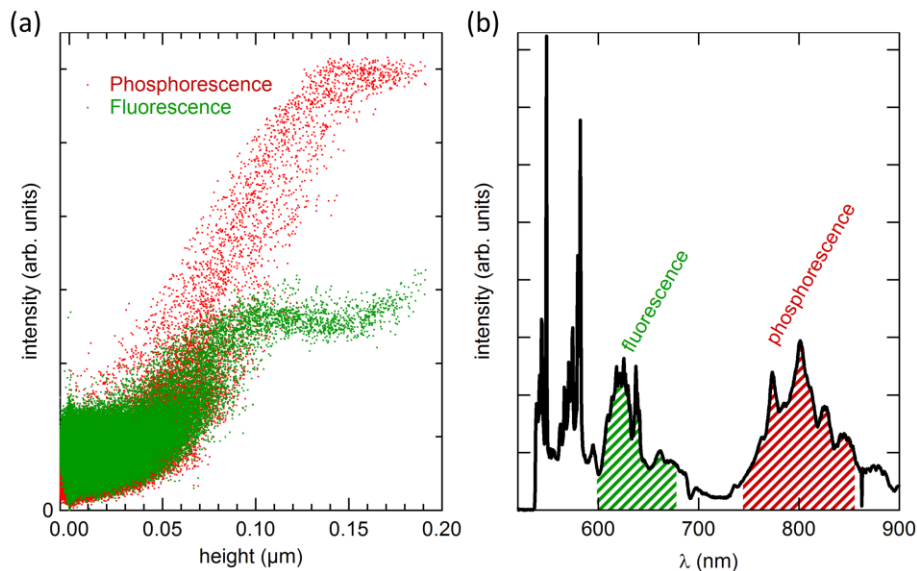 (a)
Phosphorescence
Fluorescence
intensity (arb. units)
0
0.00
0.05
0.10
0.15
0.20
height (µm)
(b)
fluorescence
phosphorescence
intensity (arb. units)
600
700
800
900
λ (nm)